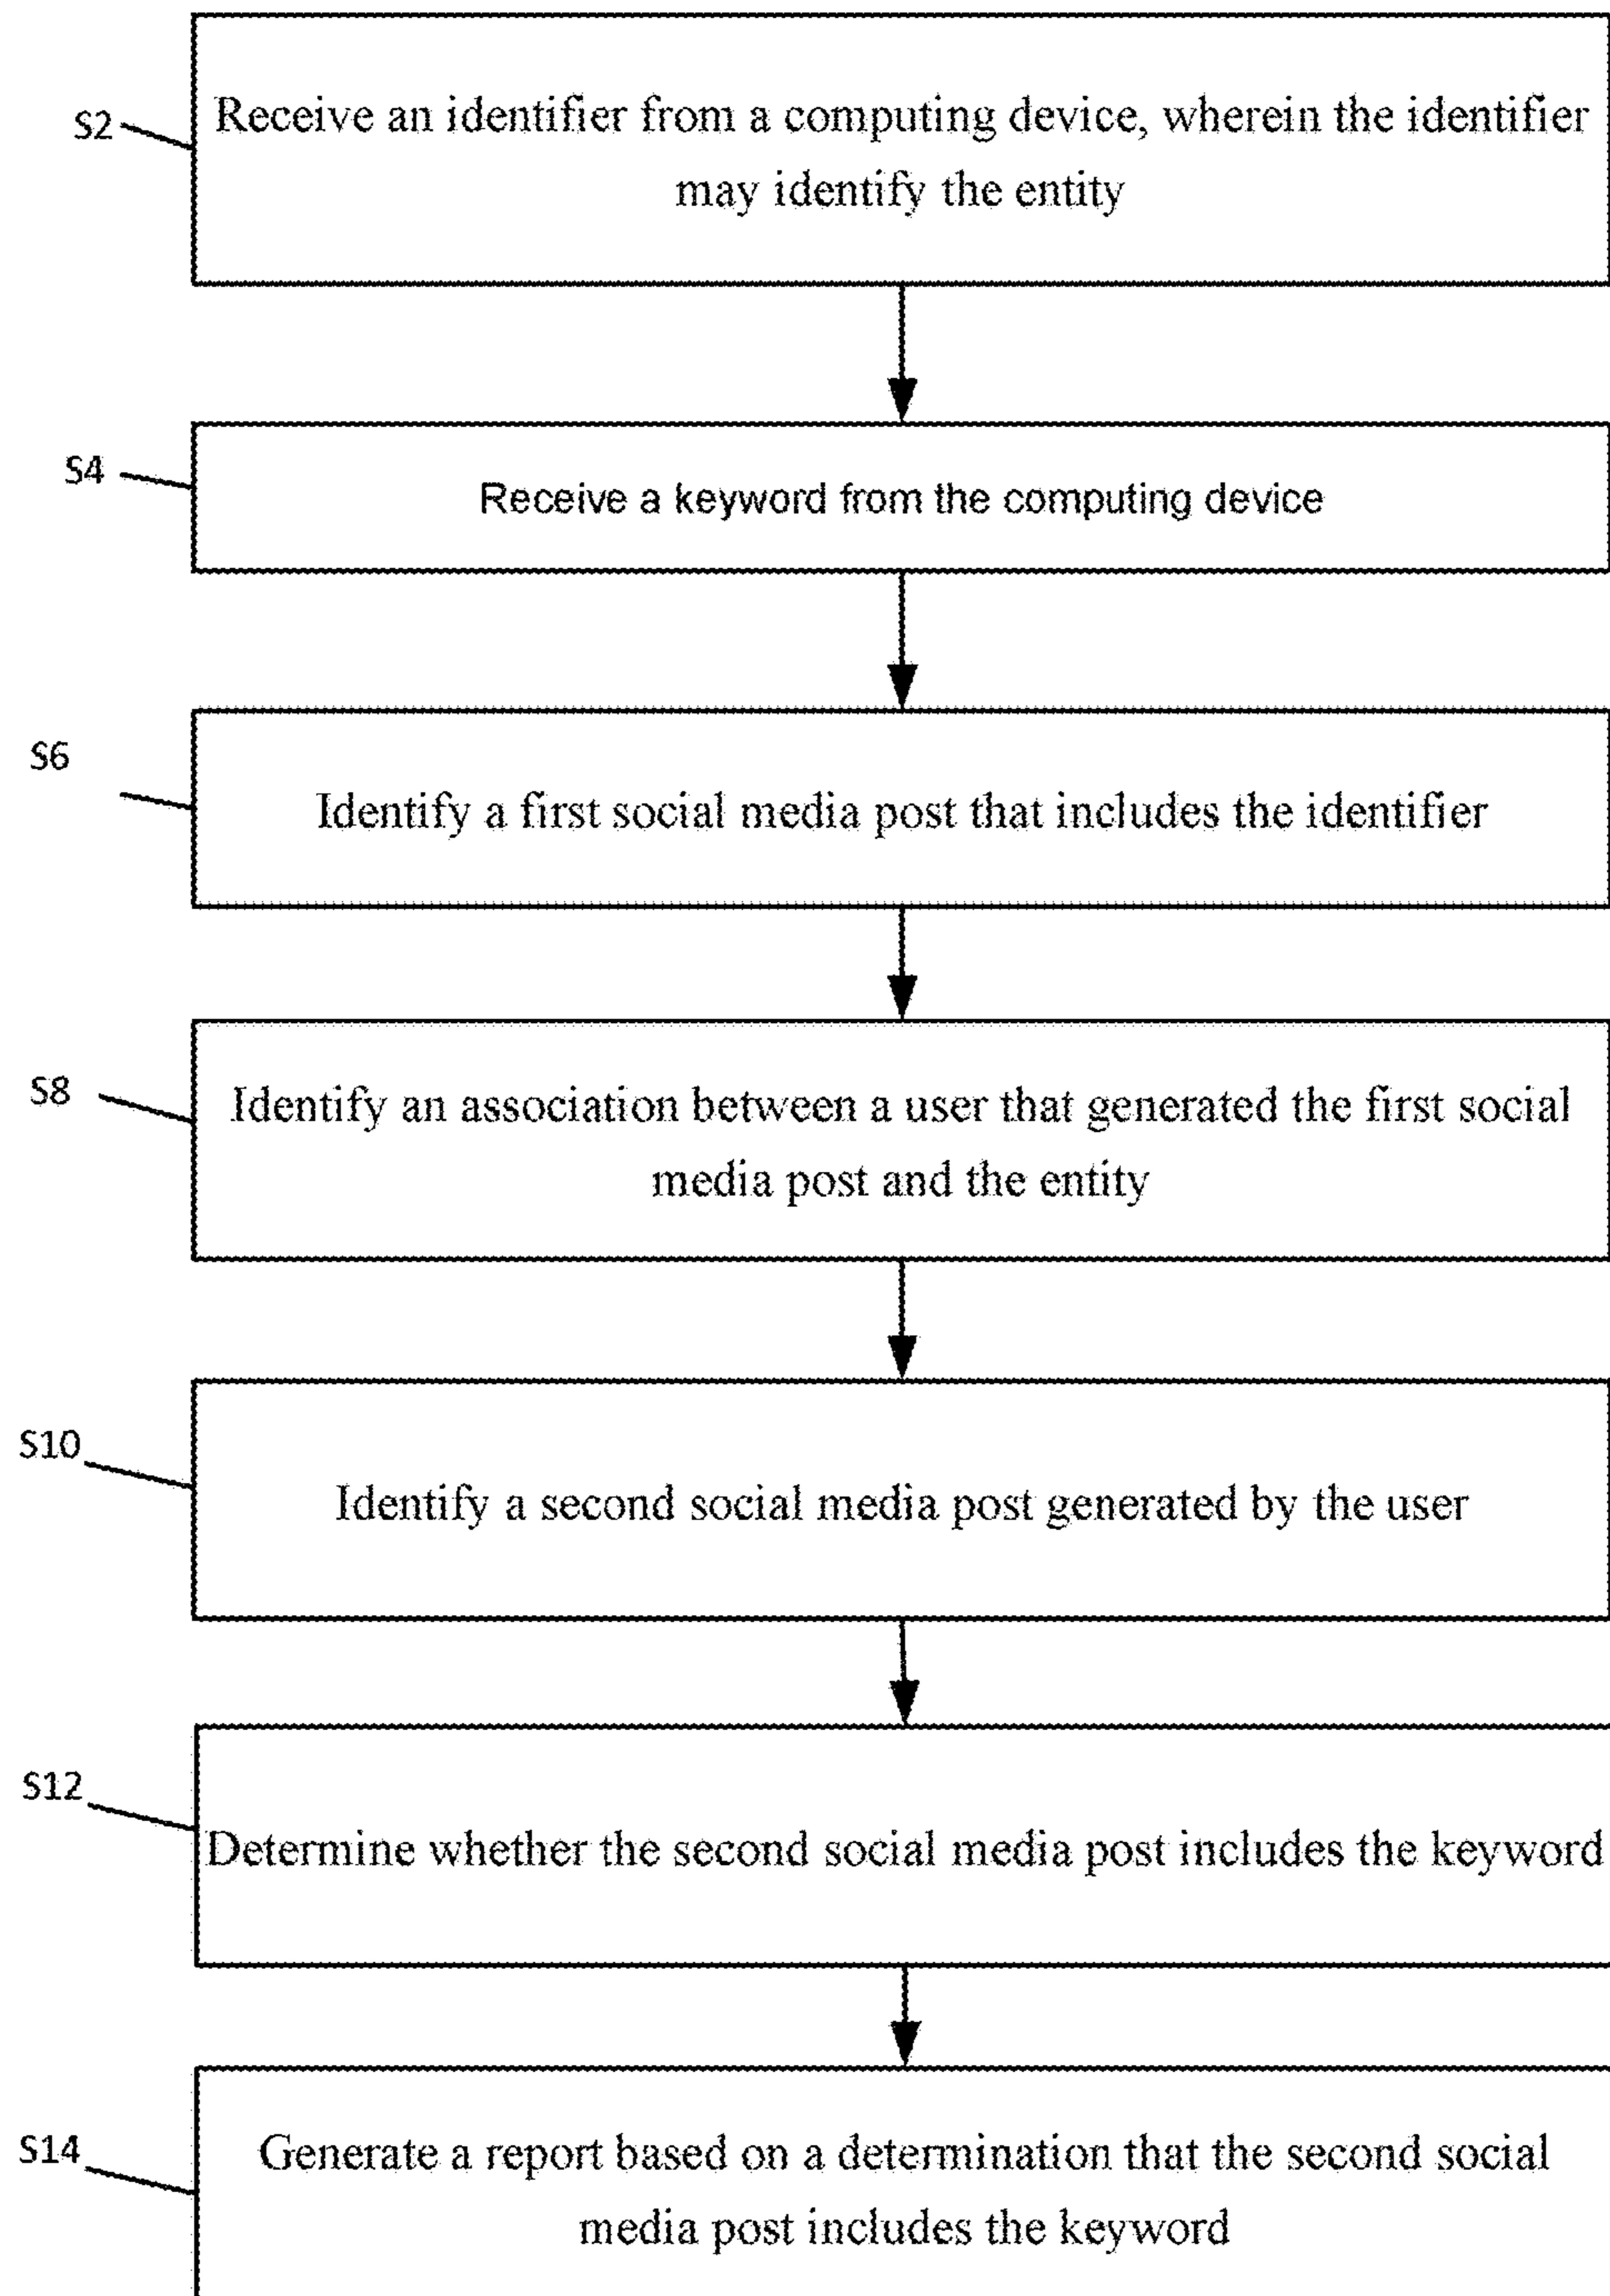 S2
Receive an identifier from a computing device, wherein the identifier
may identify the entity
S4
Receive a keyword from the computing device
S6
Identify a first social media post that includes the identifier
S8
Identify an association between a user that generated the first social
media post and the entity
S10
Identify a second social media post generated by the user
S12
Determine whether the second social media post includes the keyword
S14
Generate a report based on a determination that the second social
media post includes the keyword